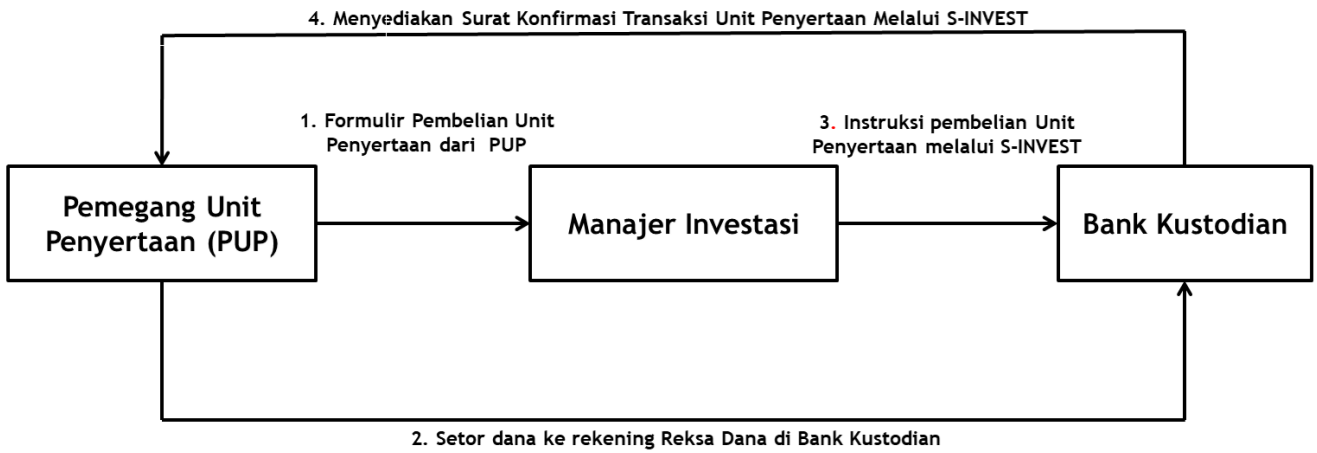 4. Menyediakan Surat Konfirmasi Transaksi Unit Penyertaan Melalui S-INVEST
1. Formulir Pembelian Unit
Penyertaan dari PUP
3. Instruksi pembelian Unit
Penyertaan melalui S-INVEST
Pemegang Unit
Penyertaan (PUP)
Manajer Investasi
Bank Kustodian
2. Setor dana ke rekening Reksa Dana di Bank Kustodian